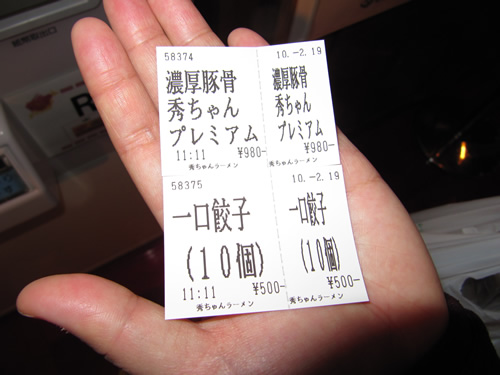 58374
濃厚豚骨
秀ちゃん
プレミアム
11:11 ¥980-
秀ちゃんラーメン
10.-2.19
濃厚豚骨
秀ちゃん
プレミアム
¥980-
58375
一口餃子
(10個)
11:11 ¥500-
秀ちゃんラーメン
10.-2.19
一口餃子
(10個)
¥500-
秀ちゃんラーメン